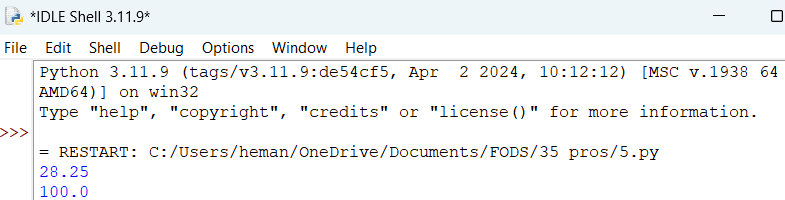 *IDLE Shell 3.11.9*
File Edit Shell Debug Options Window Help
Python 3.11.9 (tags/v3.11.9:de54cf5, Apr  2 2024, 10:12:12) [MSC v.1938 64
AMD64)] on win32
Type "help", "copyright", "credits" or "license()" for more information.
>>>
= RESTART: C:/Users/heman/OneDrive/Documents/FODS/35 pros/5.py
28.25
100.0